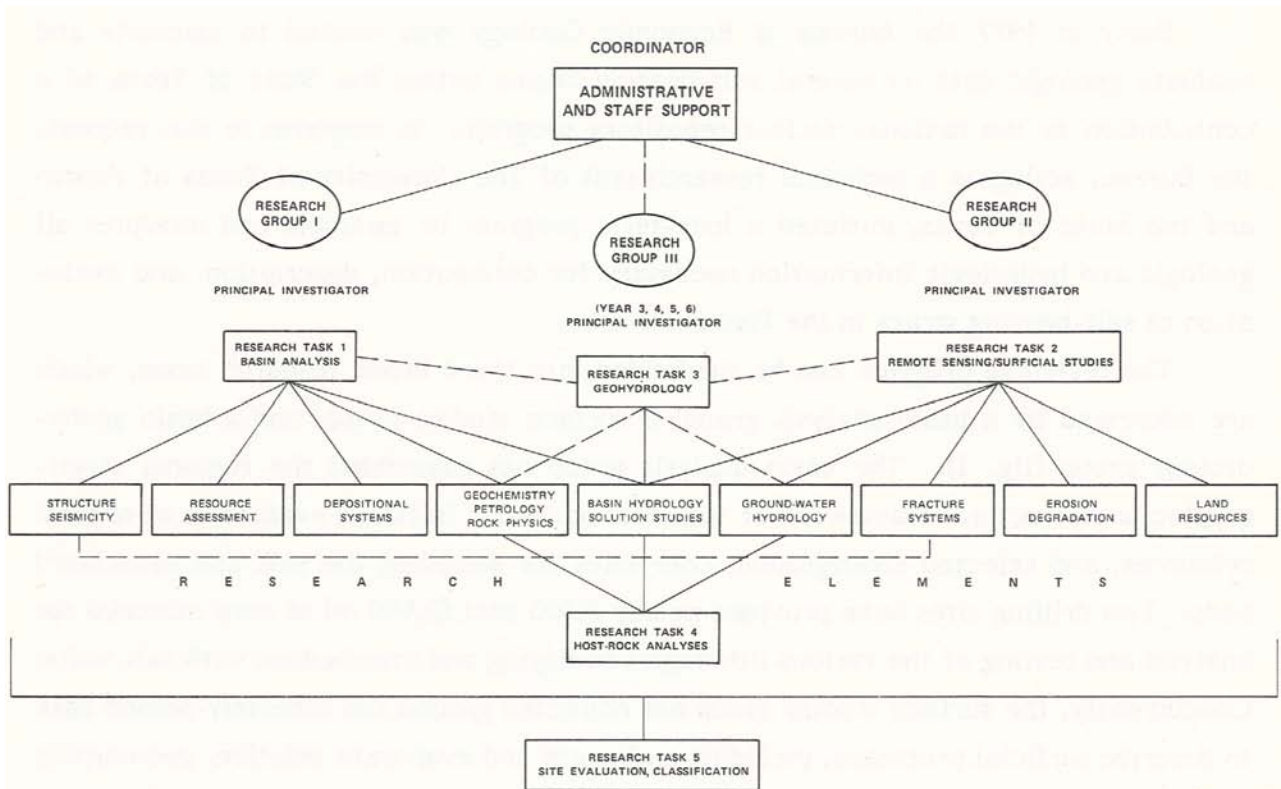 COORDINATOR
ADMINISTRATIVE
AND STAFF SUPPORT
RESEARCH
GROUP I
RESEARCH
GROUP III
RESEARCH
GROUP II
PRINCIPAL INVESTIGATOR
(YEAR 3, 4, 5, 6)
PRINCIPAL INVESTIGATOR
PRINCIPAL INVESTIGATOR
RESEARCH TASK 1
BASIN ANALYSIS
RESEARCH TASK 3
GEOHYDROLOGY
RESEARCH TASK 2
REMOTE SENSING/SURFICIAL STUDIES
STRUCTURE
SEISMICITY
RESOURCE
ASSESSMENT
DEPOSITIONAL
SYSTEMS
GEOCHEMISTRY
PETROLOGY
ROCK PHYSICS
BASIN HYDROLOGY
SOLUTION STUDIES
GROUND-WATER
HYDROLOGY
FRACTURE
SYSTEMS
EROSION
DEGRADATION
LAND
RESOURCES
RESEARCH ELEMENTS
RESEARCH TASK 4
HOST-ROCK ANALYSES
RESEARCH TASK 5
SITE EVALUATION, CLASSIFICATION